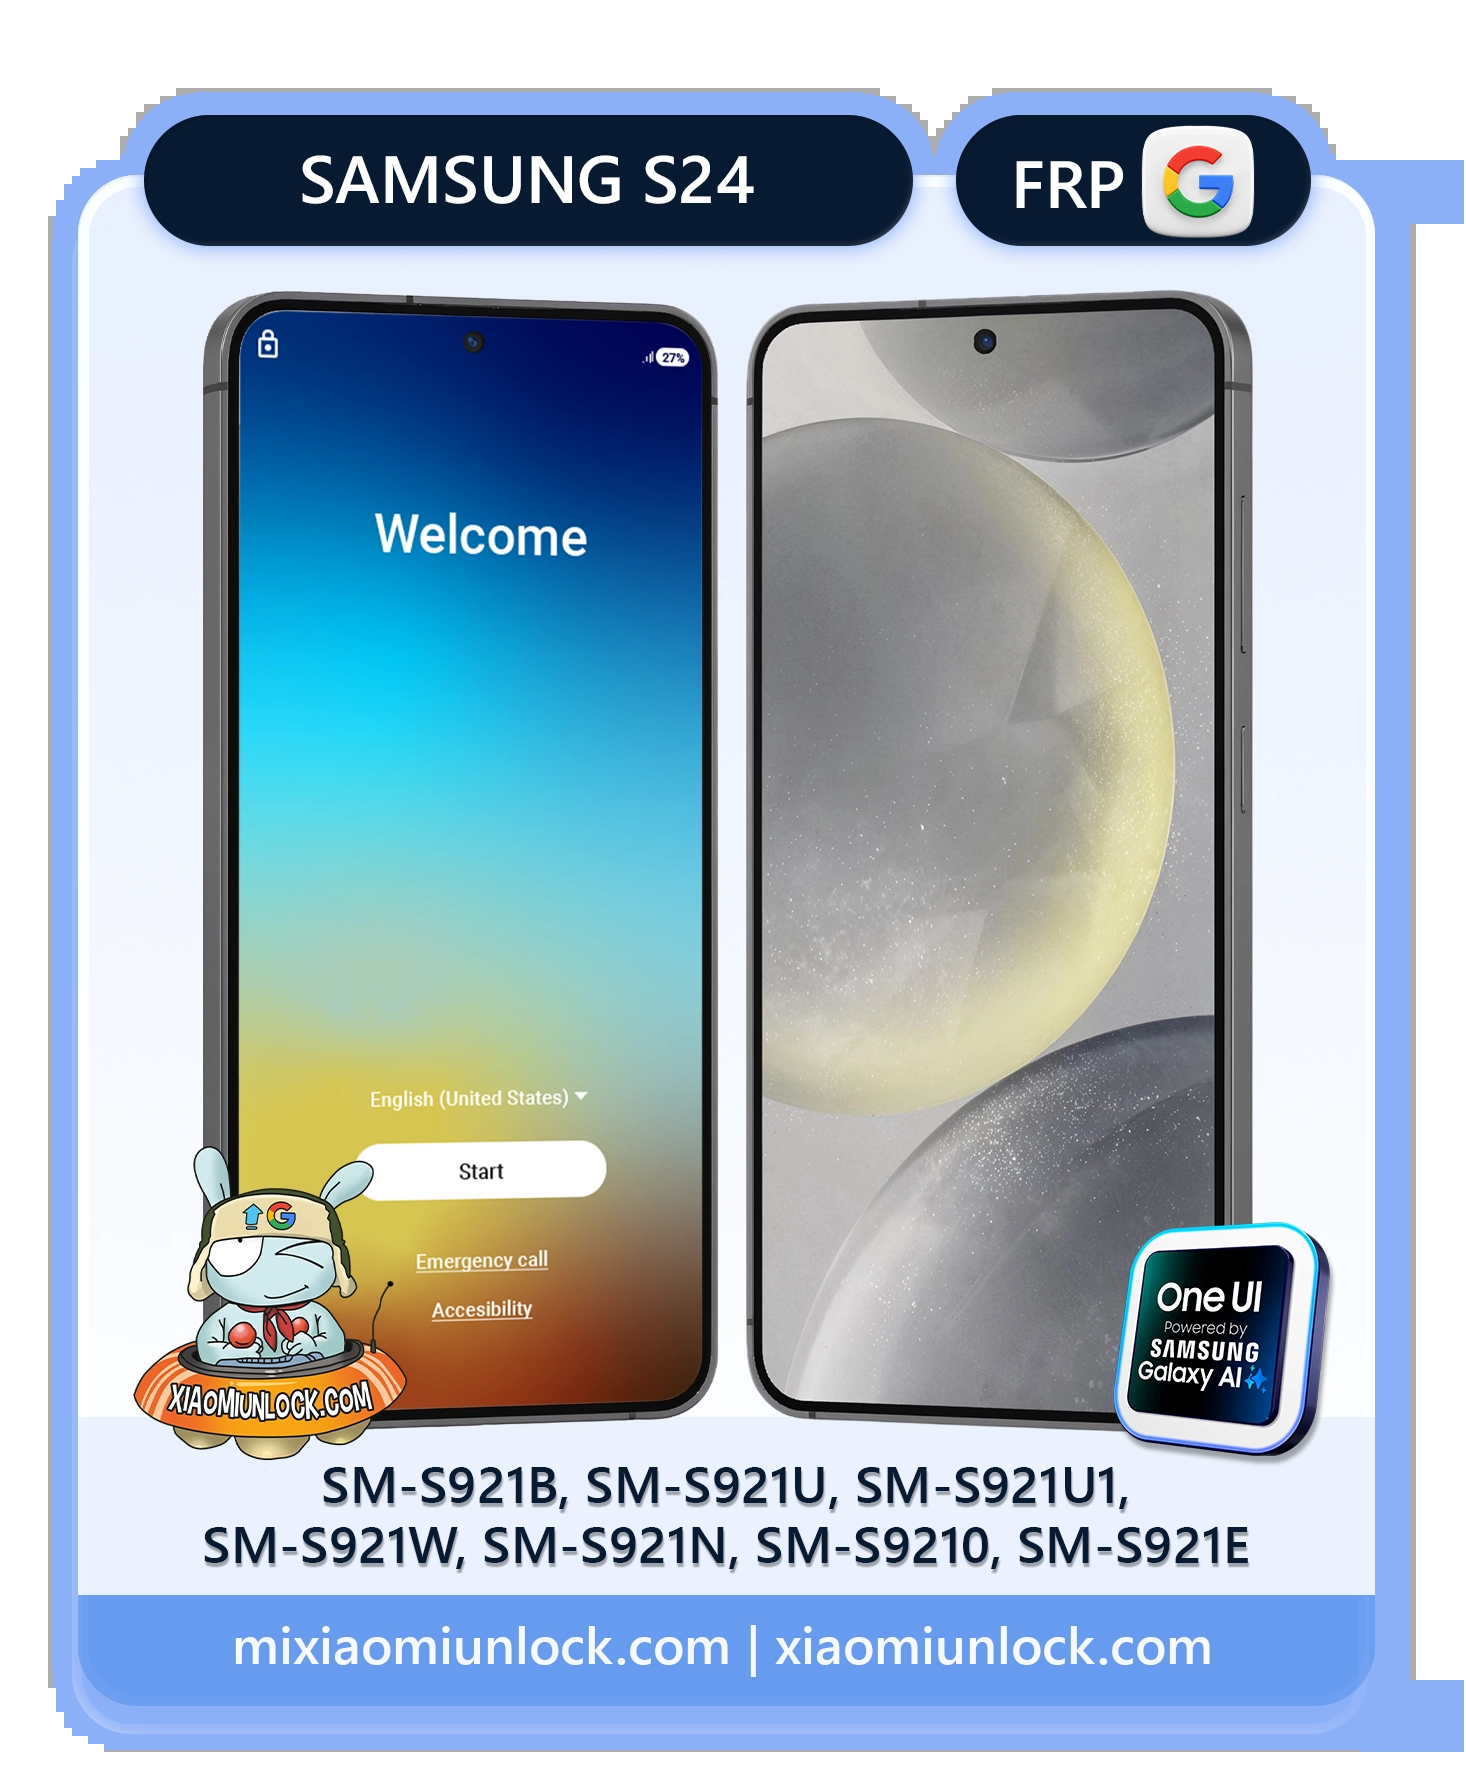 SAMSUNG S24
FRP G
27%
Welcome
English (United States)
Start
Emergency call
Accesibility
G
XIAOMIUNLOCK.COM
One UI
Powered by
SAMSUNG
Galaxy AI
SM-S921B, SM-S921U, SM-S921U1,
SM-S921W, SM-S921N, SM-S9210, SM-S921E
mixiaomiunlock.com | xiaomiunlock.com